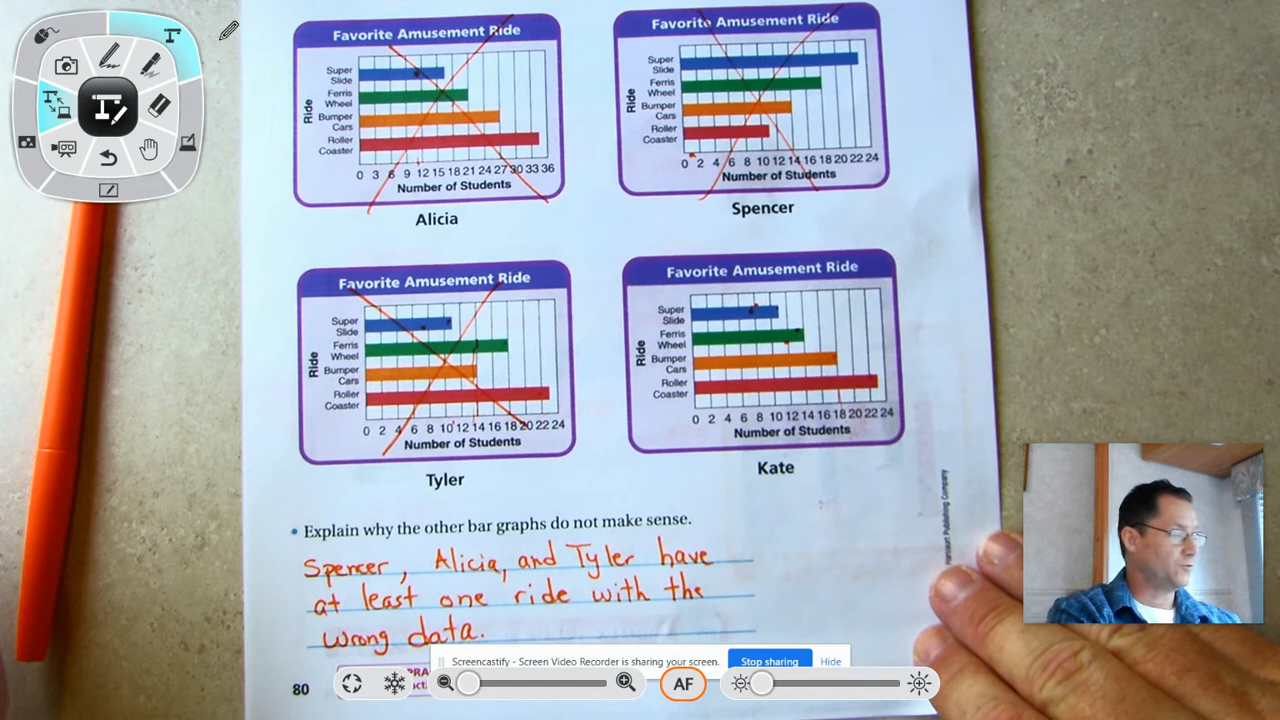 Favorite Amusement Ride
Ride
Super
Slide
Ferris
Wheel
Bumper
Cars
Roller
Coaster
0 3 6 9 12 15 18 21 24 27 30 33 36
Number of Students
Alicia
Favorite Amusement Ride
Ride
Super
Slide
Ferris
Wheel
Bumper
Cars
Roller
Coaster
0 2 4 6 8 10 12 14 16 18 20 22 24
Number of Students
Spencer
Favorite Amusement Ride
Ride
Super
Slide
Ferris
Wheel
Bumper
Cars
Roller
Coaster
0 2 4 6 8 10 12 14 16 18 20 22 24
Number of Students
Tyler
Favorite Amusement Ride
Ride
Super
Slide
Ferris
Wheel
Bumper
Cars
Roller
Coaster
0 2 4 6 8 10 12 14 16 18 20 22 24
Number of Students
Kate
• Explain why the other bar graphs do not make sense.
Spencer, Alicia, and Tyler have
at least one ride with the
wrong data.
Harcourt Publishing Company
80
Screencastify - Screen Video Recorder is sharing your screen.
Stop sharing
Hide
AF